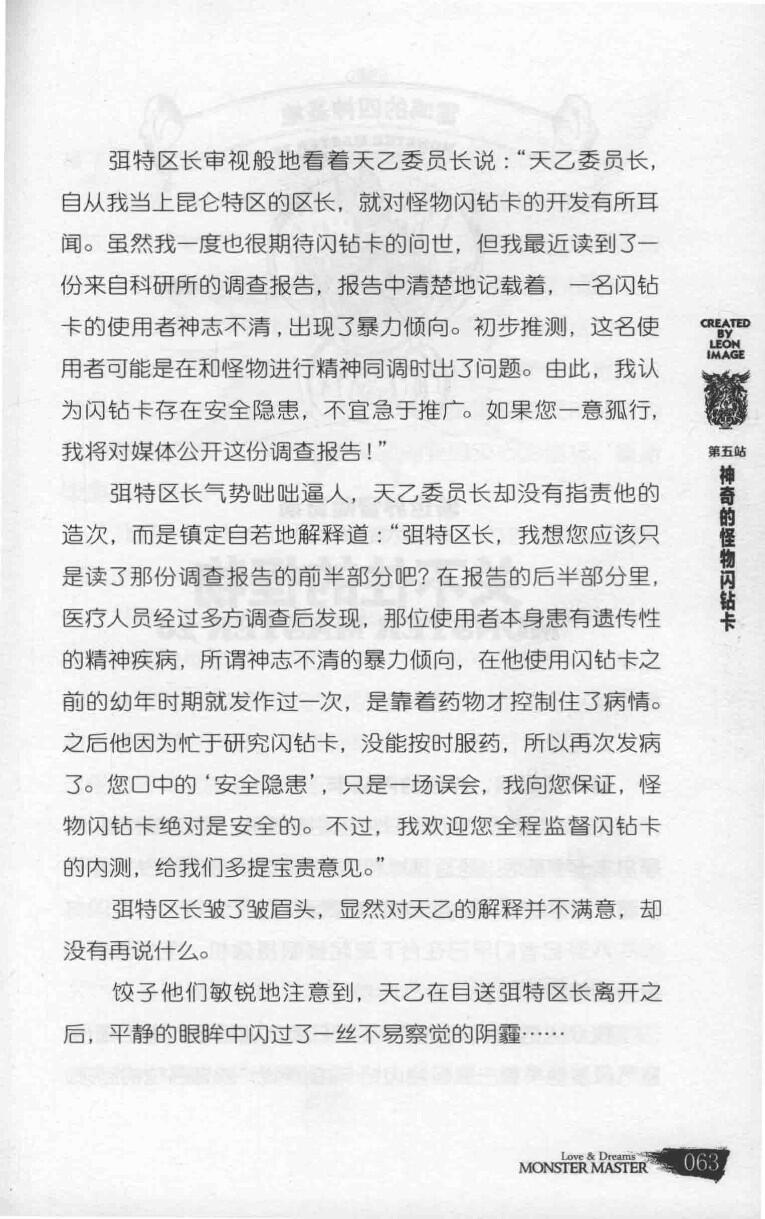 弭特区长审视般地看着天乙委员长说：“天乙委员长，
自从我当上昆仑特区的区长，就对怪物闪钻卡的开发有所耳
闻。虽然我一度也很期待闪钻卡的问世，但我最近读到了一
份来自科研所的调查报告，报告中清楚地记载着，一名闪钻
卡的使用者神志不清，出现了暴力倾向。初步推测，这名使
用者可能是在和怪物进行精神同调时出了问题。由此，我认
为闪钻卡存在安全隐患，不宜急于推广。如果您一意孤行，
我将对媒体公开这份调查报告！”
弭特区长气势咄咄逼人，天乙委员长却没有指责他的
造次，而是镇定自若地解释道：“弭特区长，我想您应该只
是读了那份调查报告的前半部分吧？在报告的后半部分里，
医疗人员经过多方调查后发现，那位使用者本身患有遗传性
的精神疾病，所谓神志不清的暴力倾向，在他使用闪钻卡之
前的幼年时期就发作过一次，是靠着药物才控制住了病情。
之后他因为忙于研究闪钻卡，没能按时服药，所以再次发病
了。您口中的‘安全隐患’，只是一场误会，我向您保证，怪
物闪钻卡绝对是安全的。不过，我欢迎您全程监督闪钻卡
的内测，给我们多提宝贵意见。”
弭特区长皱了皱眉头，显然对天乙的解释并不满意，却
没有再说什么。
饺子他们敏锐地注意到，天乙在目送弭特区长离开之
后，平静的眼眸中闪过了一丝不易察觉的阴霾……
CREATED
BY
LEON
IMAGE
第五站
神奇的怪物闪钻卡
Love & Dreams
MONSTER MASTER
063